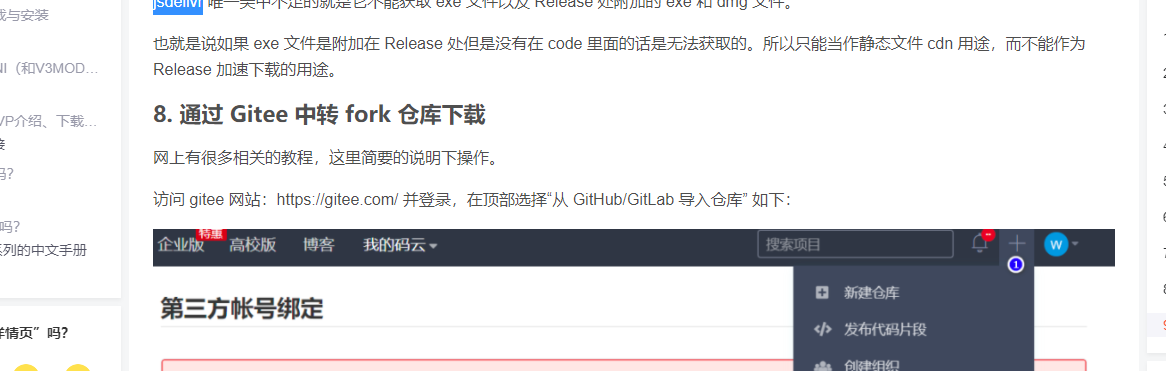 jsdelivr 唯一美中不足的就是它不能获取 exe 文件以及 Release 处附加的 exe 和 dmg 文件。
也就是说如果 exe 文件是附加在 Release 处但是没有在 code 里面的话是无法获取的。所以只能当作静态文件 cdn 用途，而不能作为
Release 加速下载的用途。
8. 通过 Gitee 中转 fork 仓库下载
网上有很多相关的教程，这里简要的说明下操作。
访问 gitee 网站：https://gitee.com/ 并登录，在顶部选择“从 GitHub/GitLab 导入仓库” 如下：
企业版 特惠 高校版 博客 我的码云 搜索项目 W
1
第三方帐号绑定
新建仓库
发布代码片段
创建组织
与安装
NI（和V3MOD…
VP介绍、下载…
接
吗？
吗？
系列的中文手册
详情页”吗？